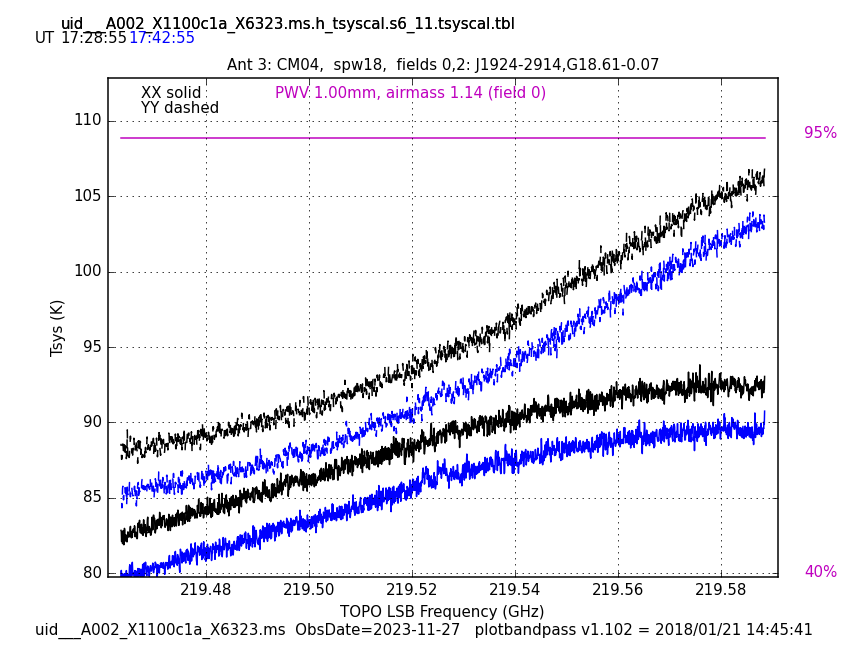 uid___A002_X1100c1a_X6323.ms.h_tsyscal.s6_11.tsyscal.tbl
UT 17:28:55 17:42:55
Ant 3: CM04, spw18, fields 0,2: J1924-2914,G18.61-0.07
XX solid PWV 1.00mm, airmass 1.14 (field 0)
YY dashed
110
95%
105
100
95
90
85
80
40%
Tsys (K)
219.48 219.50 219.52 219.54 219.56 219.58
TOPO LSB Frequency (GHz)
uid___A002_X1100c1a_X6323.ms ObsDate=2023-11-27 plotbandpass v1.102 = 2018/01/21 14:45:41